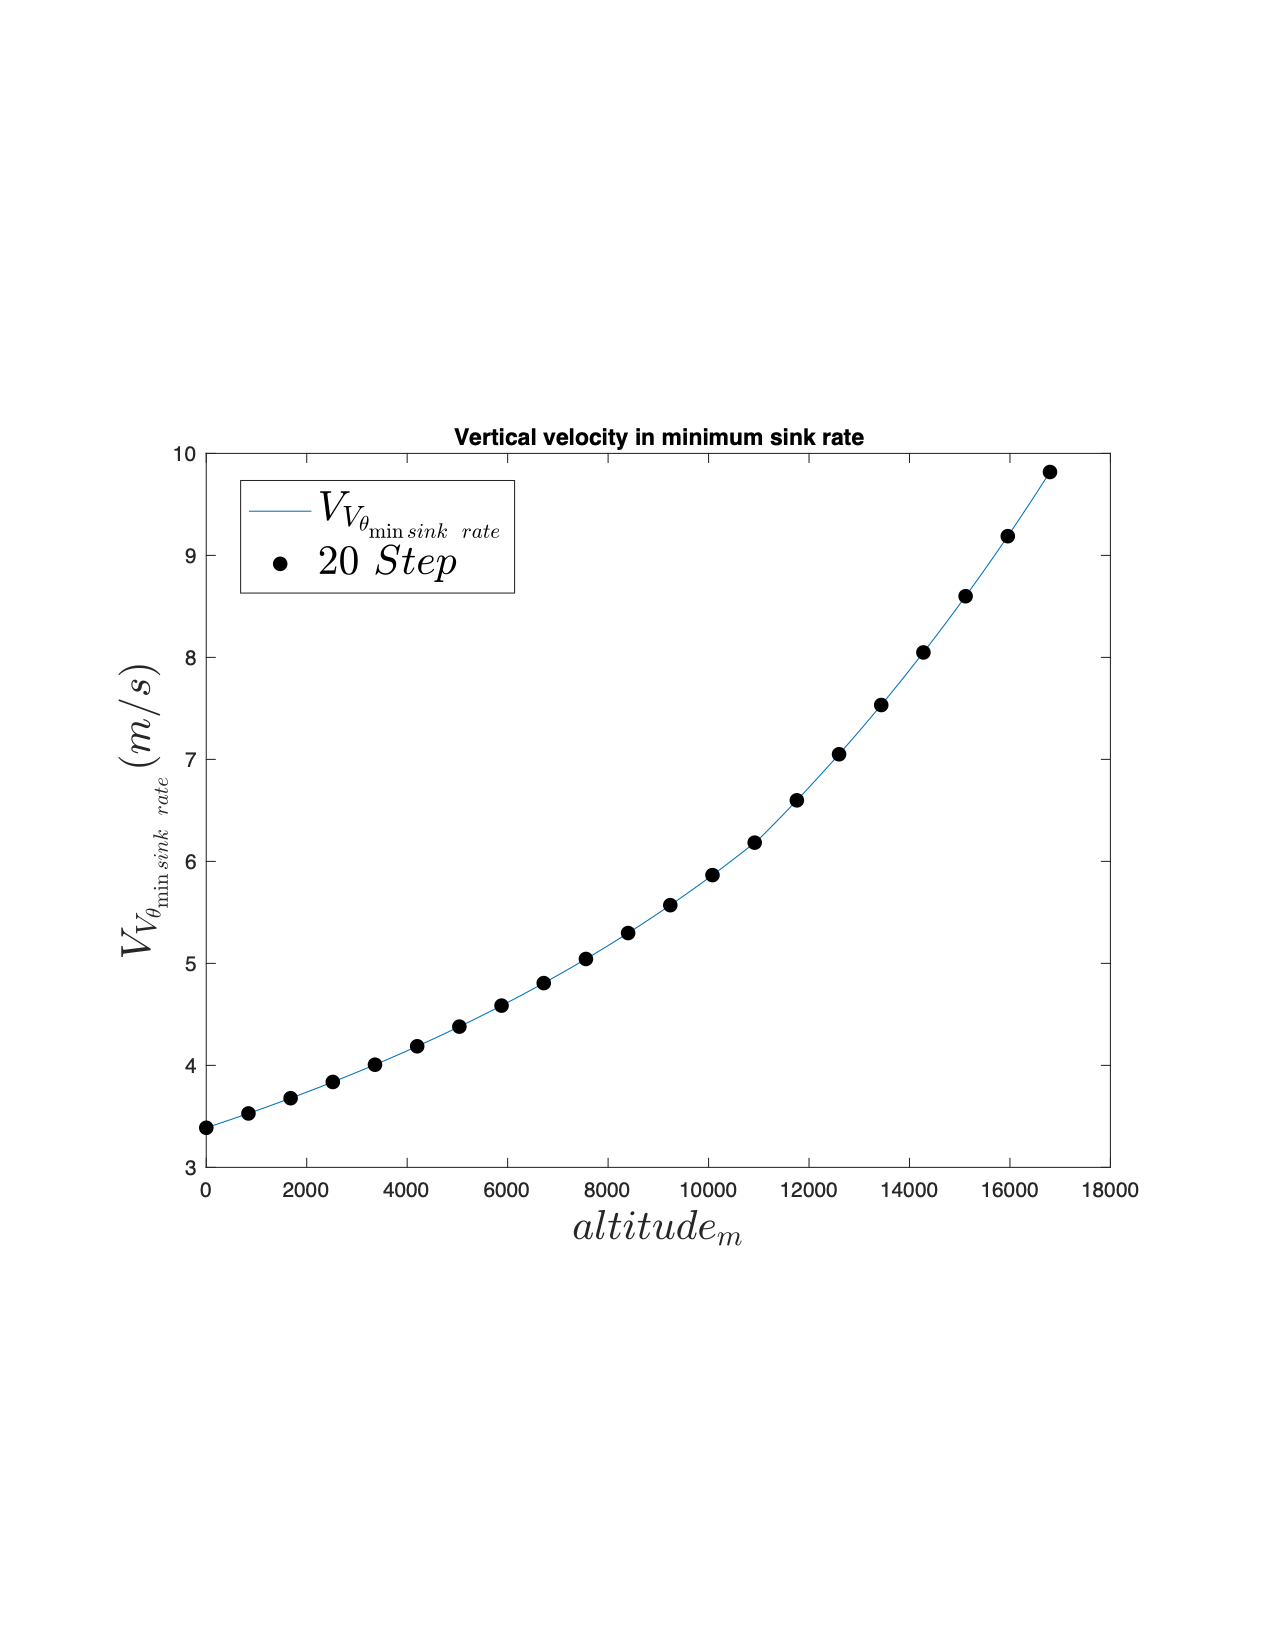 Vertical velocity in minimum sink rate
10
9
8
7
6
5
4
3
V_{V_{θ_{min sink rate}}}
20 Step
V_{V_{θ_{min sink rate}}} (m/s)
0 2000 4000 6000 8000 10000 12000 14000 16000 18000
altitude_m